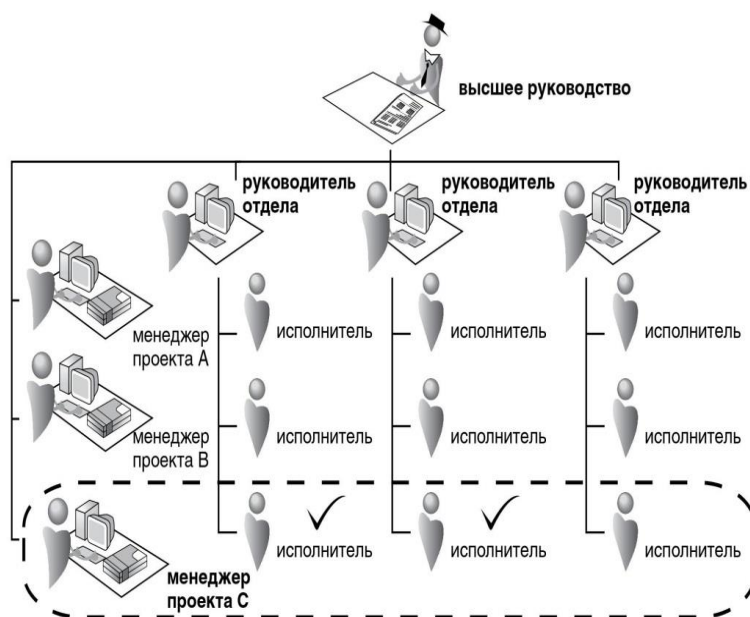 высшее руководство
руководитель
отдела
руководитель
отдела
руководитель
отдела
менеджер
проекта А
исполнитель
исполнитель
исполнитель
менеджер
проекта В
исполнитель
исполнитель
исполнитель
менеджер
проекта С
исполнитель
исполнитель
исполнитель